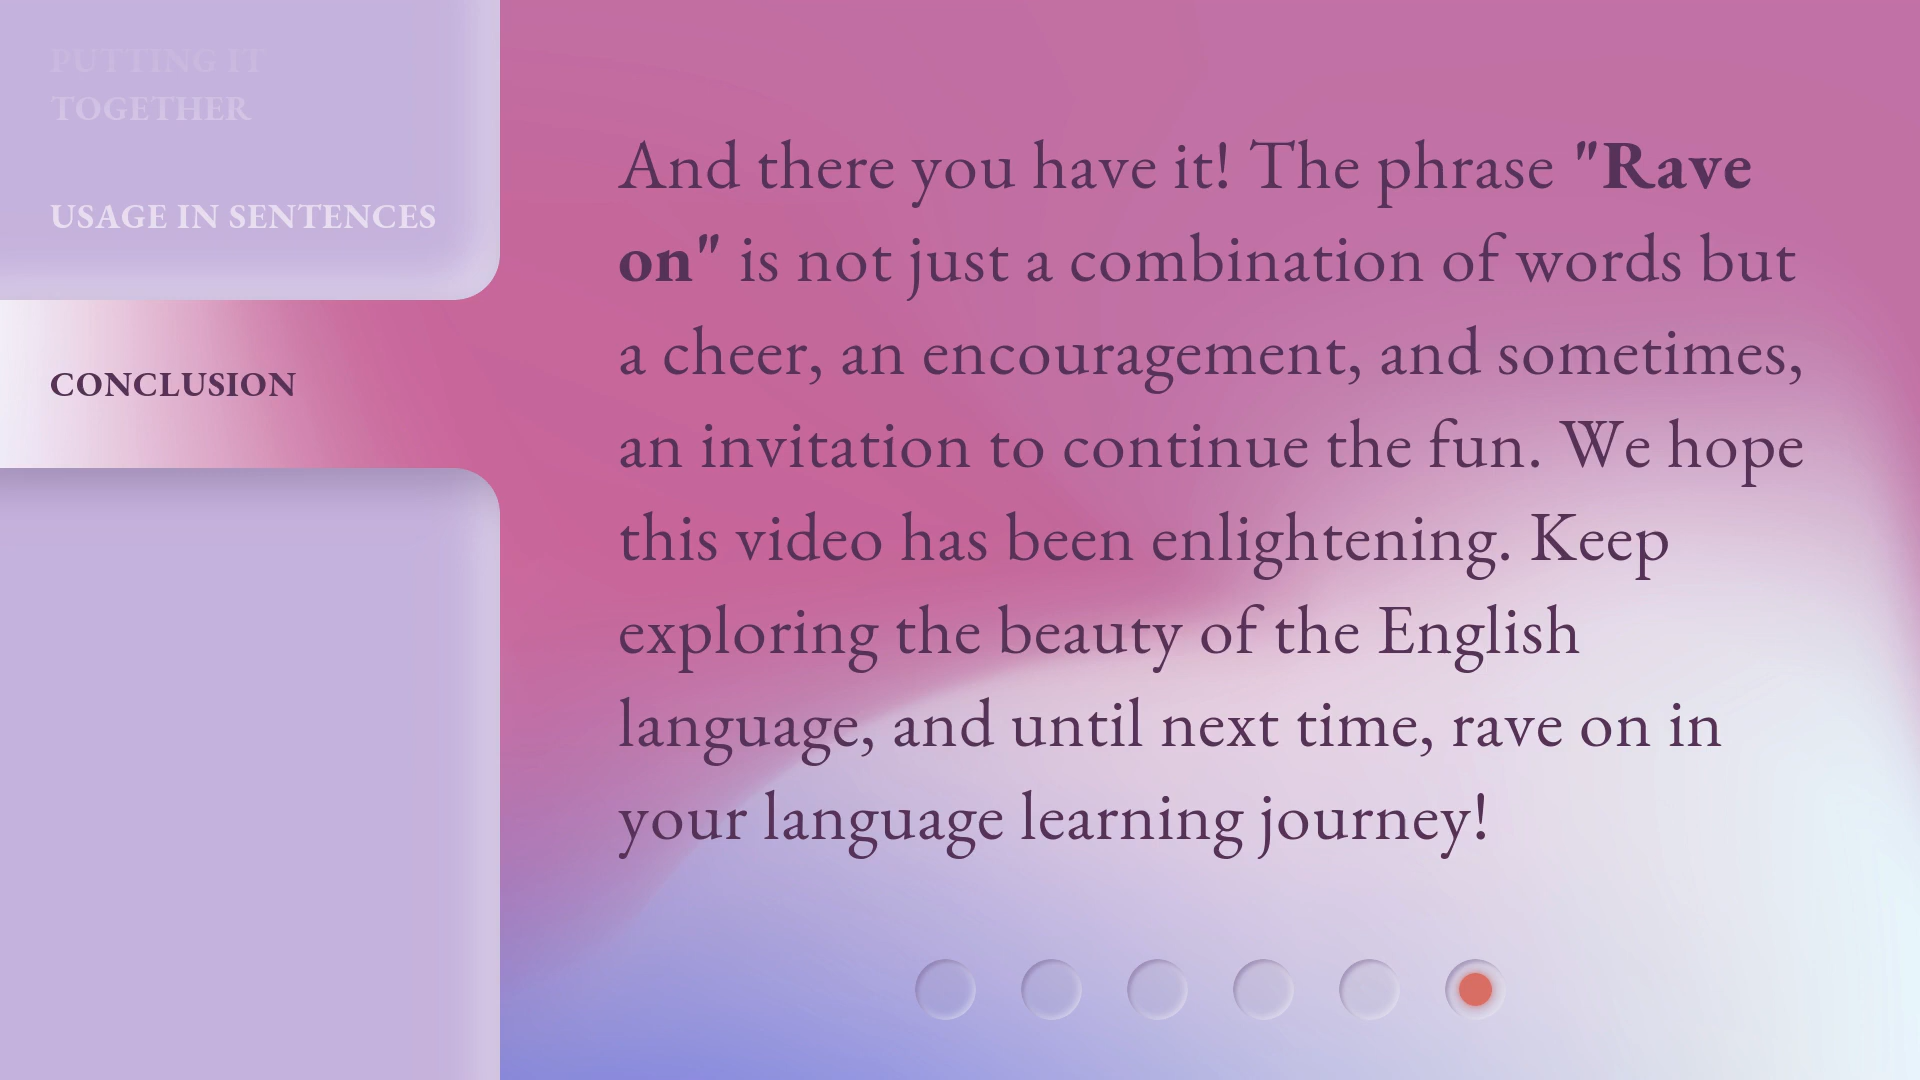 PUTTING IT
TOGETHER
USAGE IN SENTENCES
CONCLUSION
And there you have it! The phrase "Rave
on" is not just a combination of words but
a cheer, an encouragement, and sometimes,
an invitation to continue the fun. We hope
this video has been enlightening. Keep
exploring the beauty of the English
language, and until next time, rave on in
your language learning journey!